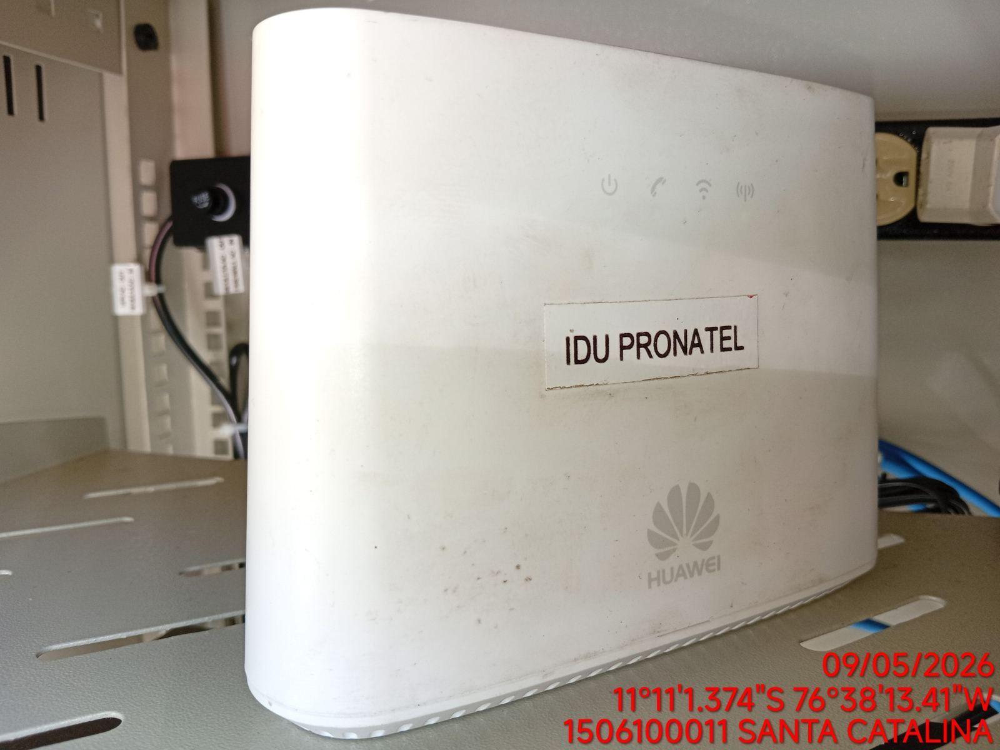 IDU PRONATEL
HUAWEI
09/05/2026
11°11'1.374"S 76°38'13.41"W
1506100011 SANTA CATALINA